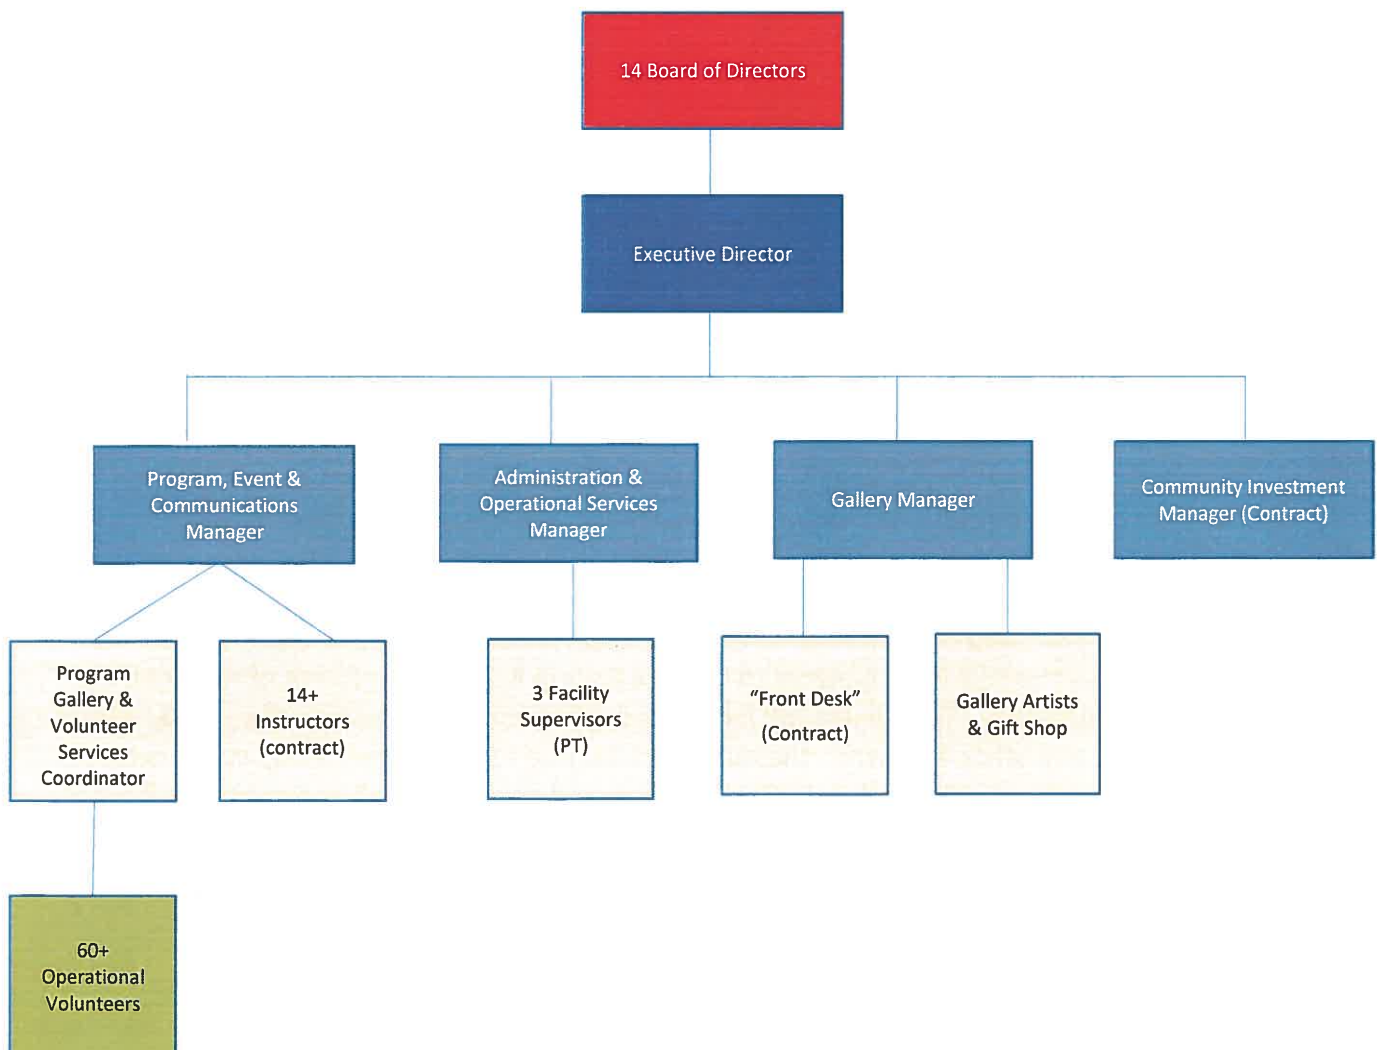 14 Board of Directors
Executive Director
Program, Event &
Communications
Manager
Administration &
Operational Services
Manager
Gallery Manager
Community Investment
Manager (Contract)
Program
Gallery &
Volunteer
Services
Coordinator
14+
Instructors
(contract)
3 Facility
Supervisors
(PT)
“Front Desk”
(Contract)
Gallery Artists
& Gift Shop
60+
Operational
Volunteers